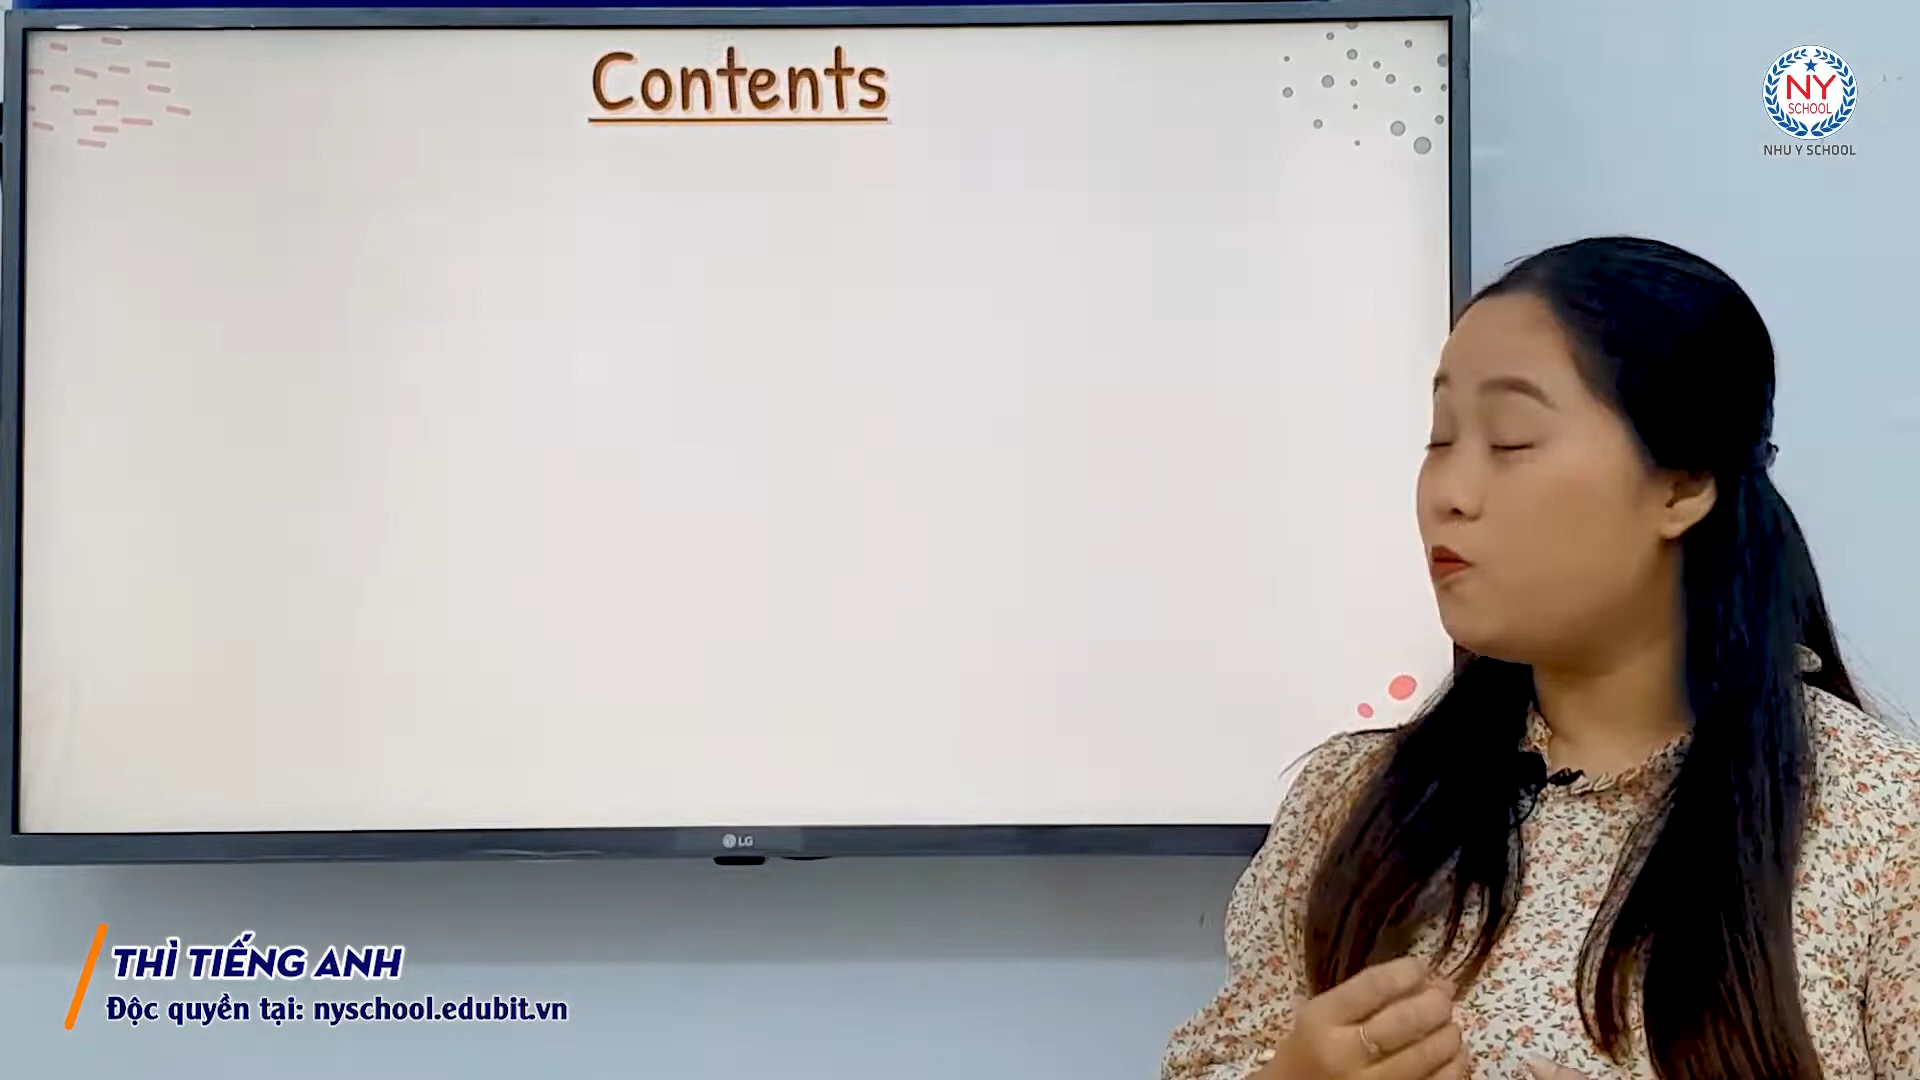 Contents
NY
SCHOOL
NHU Y SCHOOL
LG
THÌ TIẾNG ANH
Độc quyền tại: nyschool.edubit.vn